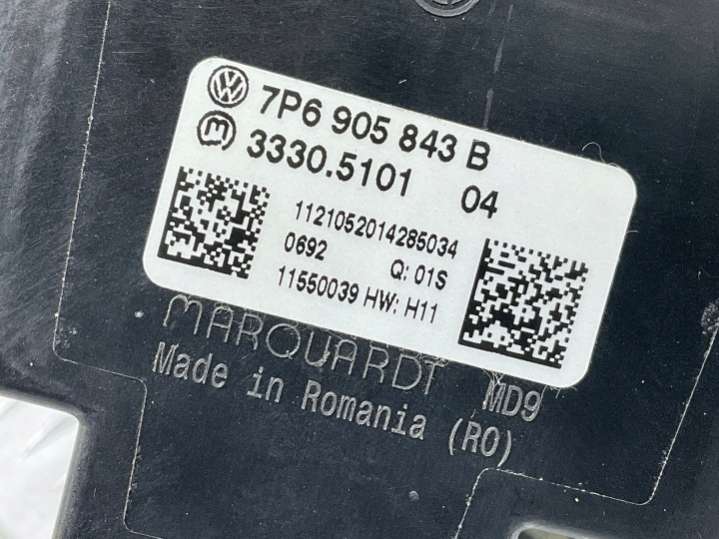 7P6 905 843 B
3330.5101 04
1121052014285034
0692 Q: 01S
11550039 HW: H11
MARQUARDT
MD9
Made in Romania (RO)